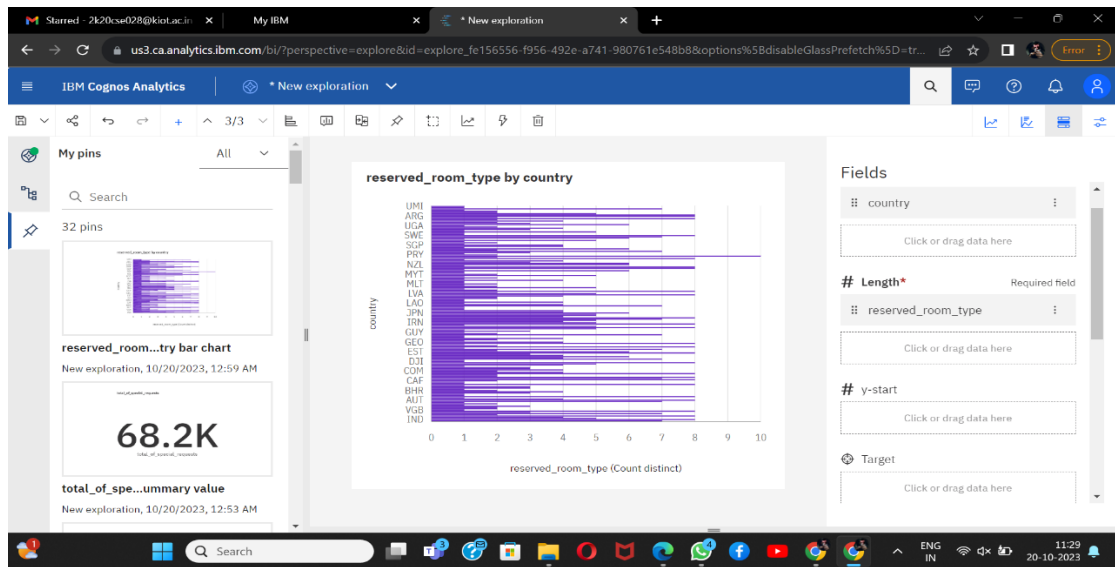 Starred - 2k20cse028@kiot.ac.in
My IBM
* New exploration
us3.ca.analytics.ibm.com/bi/?perspective=explore&id=explore_fe156556-f956-492e-a741-980761e548b8&options%5BdisableGlassPrefetch%5D=tr...
Error
IBM Cognos Analytics
* New exploration
3/3
My pins
All
Search
32 pins
reserved_room_type by country
reserved_room...try bar chart
New exploration, 10/20/2023, 12:59 AM
total_of_special_requests
68.2K
total_of_special_requests
total_of_spe...ummary value
New exploration, 10/20/2023, 12:53 AM
reserved_room_type by country
country
UMI
ARG
UGA
SWE
SGP
PRY
NZL
MYT
MLT
LVA
LAO
JPN
IRN
GUY
GEO
EST
DJI
COM
CAF
BHR
AUT
VGB
IND
0 1 2 3 4 5 6 7 8 9 10
reserved_room_type (Count distinct)
Fields
country
Click or drag data here
# Length*
Required field
reserved_room_type
Click or drag data here
# y-start
Click or drag data here
Target
Click or drag data here
Search
ENG
IN
11:29
20-10-2023